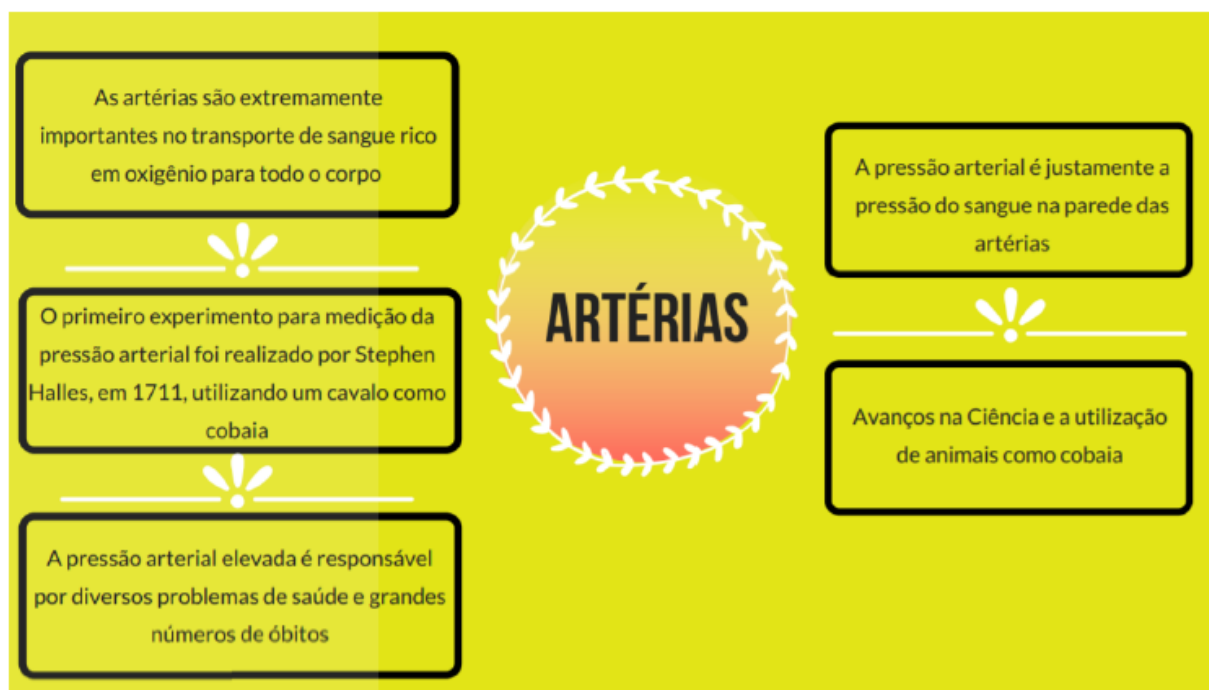 As artérias são extremamente
importantes no transporte de sangue rico
em oxigênio para todo o corpo
O primeiro experimento para medição da
pressão arterial foi realizado por Stephen
Halles, em 1711, utilizando um cavalo como
cobaia
A pressão arterial elevada é responsável
por diversos problemas de saúde e grandes
números de óbitos
ARTÉRIAS
A pressão arterial é justamente a
pressão do sangue na parede das
artérias
Avanços na Ciência e a utilização
de animais como cobaia